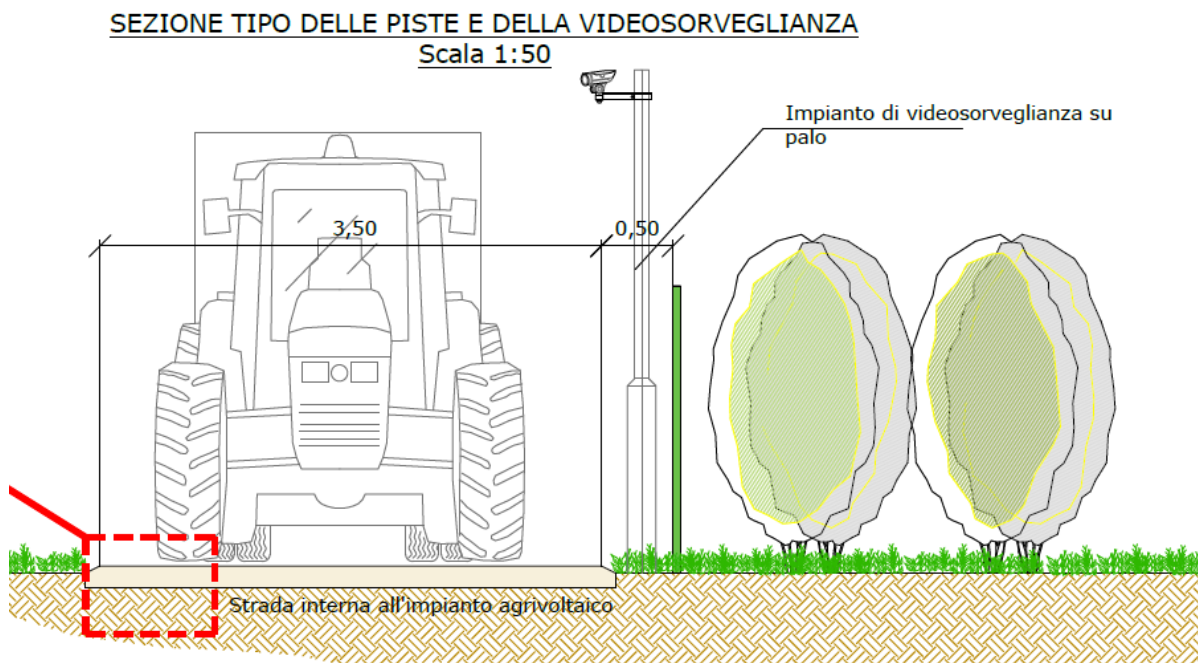 SEZIONE TIPO DELLE PISTE E DELLA VIDEOSORVEGLIANZA
Scala 1:50
Impianto di videosorveglianza su
palo
3,50
0,50
Strada interna all'impianto agrivoltaico